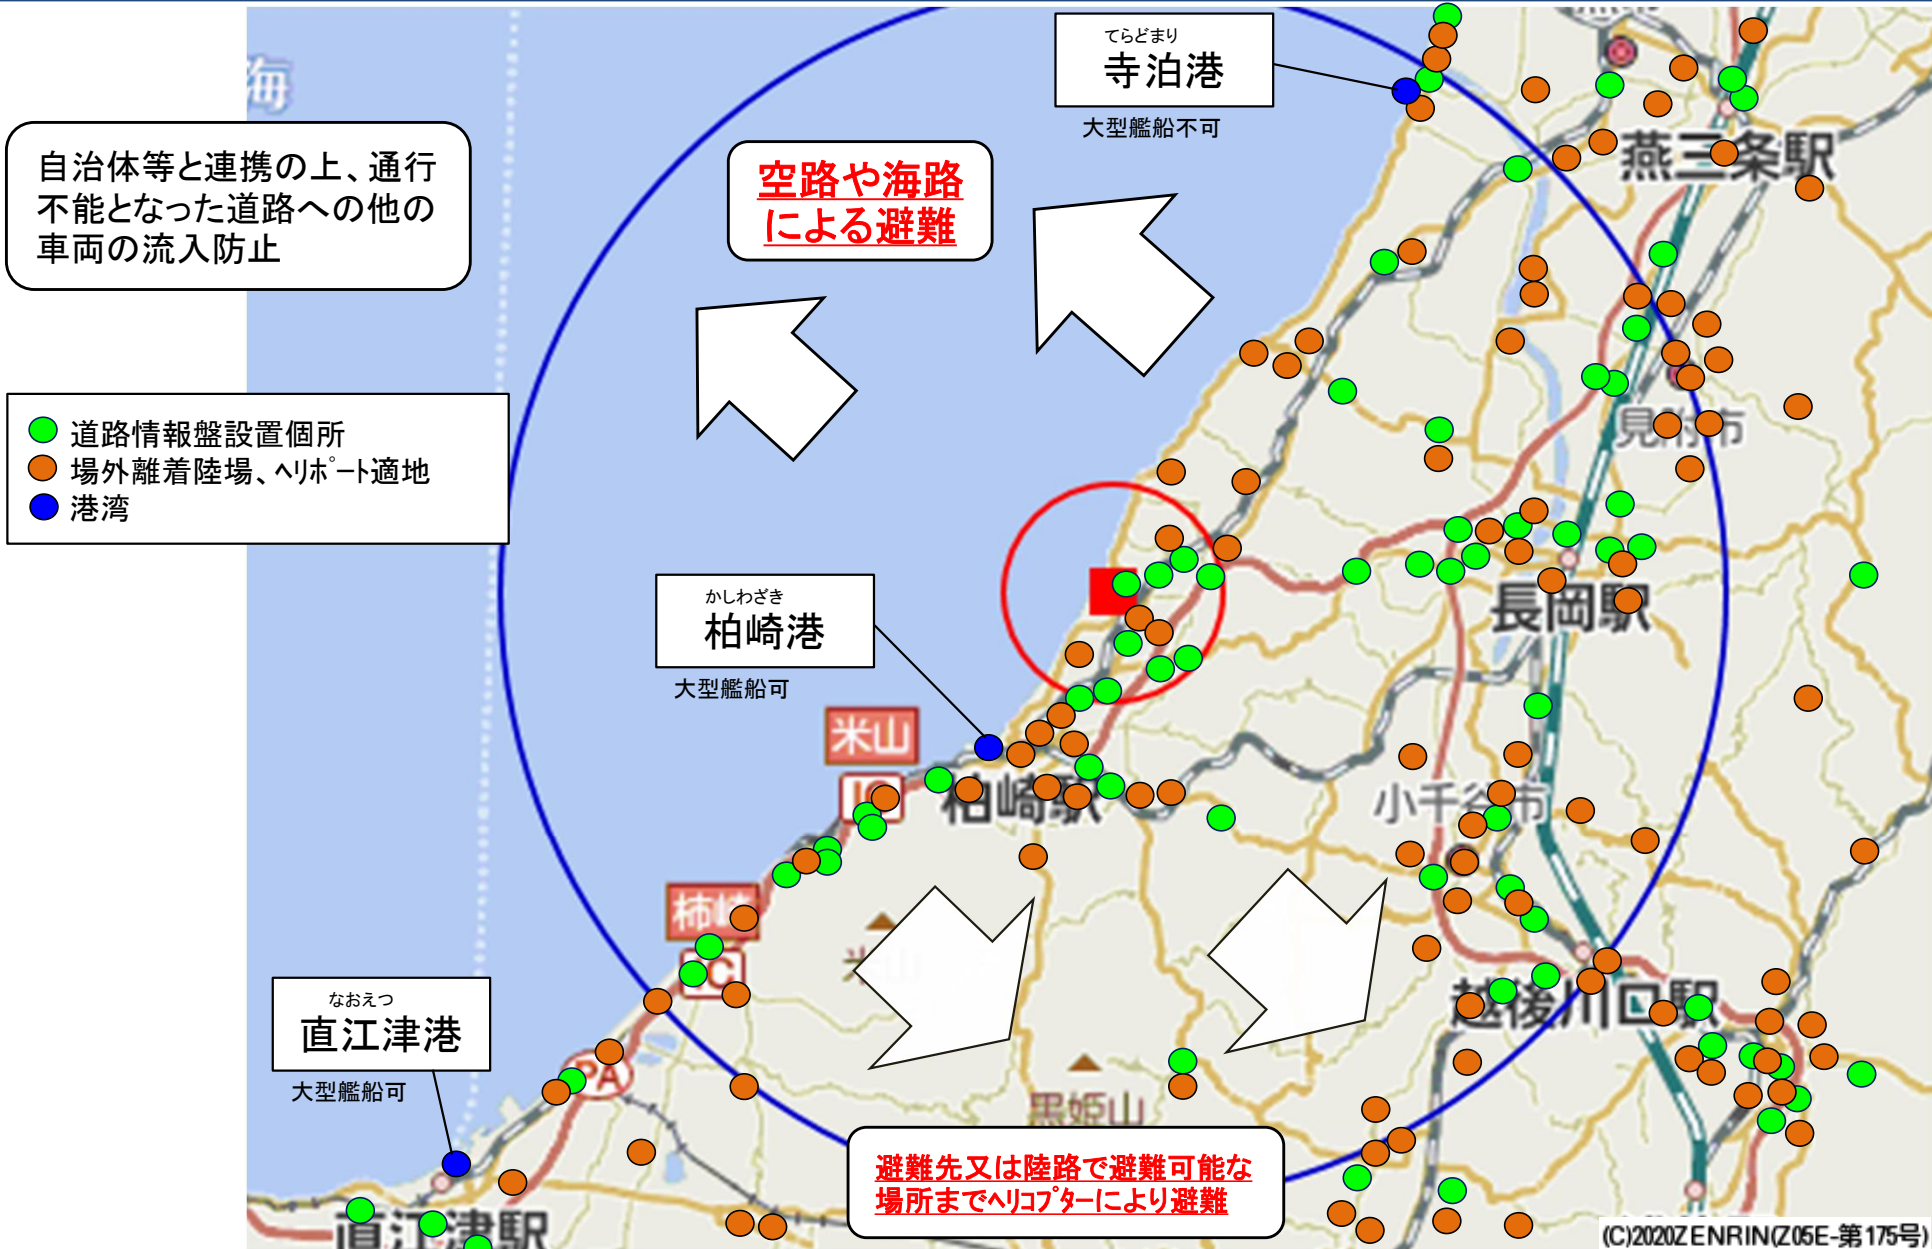 海
てらどまり
寺泊港
大型艦船不可
自治体等と連携の上、通行
不能となった道路への他の
車両の流入防止
空路や海路
による避難
燕三条駅
道路情報盤設置個所
場外離着陸場、ﾍﾘﾎﾟｰﾄ適地
港湾
見附市
かしわざき
柏崎港
大型艦船可
長岡駅
米山
IC
柏崎駅
小千谷市
柿崎
IC
米山
なおえつ
直江津港
大型艦船可
越後川口駅
PA
黒姫山
避難先又は陸路で避難可能な
場所までﾍﾘｺﾌﾟﾀｰにより避難
直江津駅
(C)2020ZENRIN(Z05E-第175号)